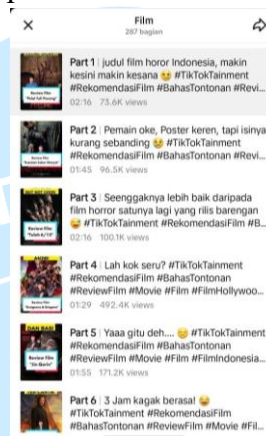 Film
287 bagian
Part 1 | judul film horor Indonesia, makin
kesini makin kesana 😥 #TikTokTainment
#RekomendasiFilm #BahasTontonan #Revi...
02:16 73.6K views
Part 2 | Pemain oke, Poster keren, tapi isinya
kurang sebanding 😥 #TikTokTainment
#RekomendasiFilm #BahasTontonan #Revi...
01:45 96.5K views
Part 3 | Seenggaknya lebih baik daripada
film horror satunya lagi yang rilis barengan
😅 #TikTokTainment #RekomendasiFilm #B...
02:16 100.1K views
Part 4 | Lah kok seru? #TikTokTainment
#RekomendasiFilm #BahasTontonan
#ReviewFilm #Movie #Film #FilmHollywoo...
01:29 492.4K views
Part 5 | Yaaa gitu deh.... 😔 #TikTokTainment
#RekomendasiFilm #BahasTontonan
#ReviewFilm #Movie #Film #FilmIndonesia...
01:55 171.2K views
Part 6 | 3 Jam kagak berasa! 😄
#TikTokTainment #RekomendasiFilm
#BahasTontonan #ReviewFilm #Movie #Fil...